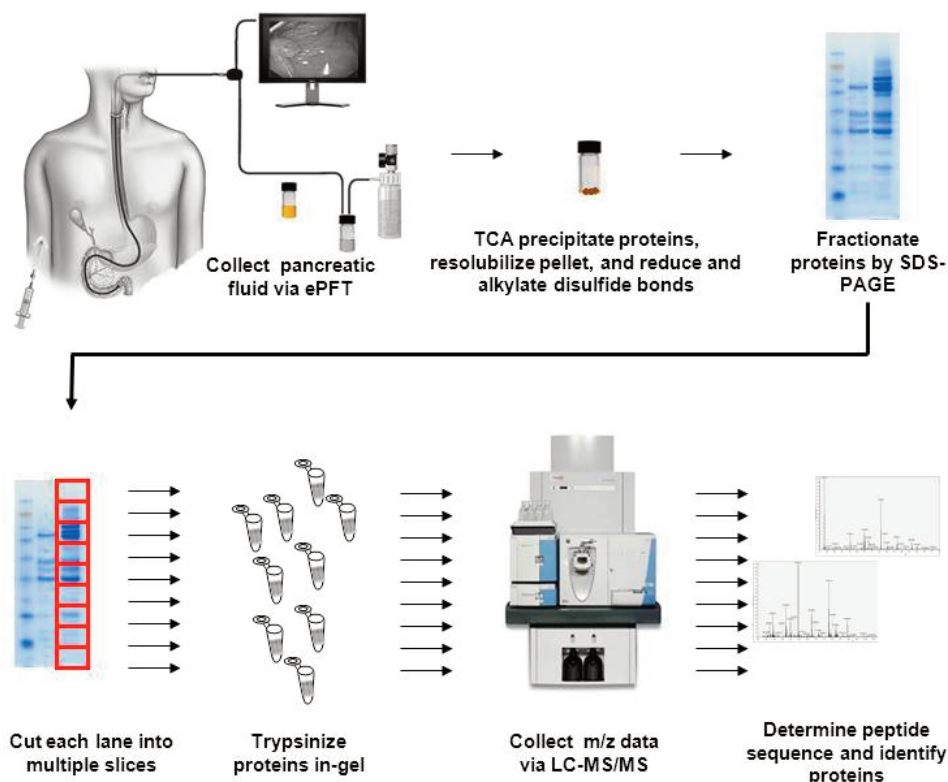 Collect pancreatic
fluid via ePFT
TCA precipitate proteins,
resolubilize pellet, and reduce and
alkylate disulfide bonds
Fractionate
proteins by SDS-
PAGE
Cut each lane into
multiple slices
Trypsinize
proteins in-gel
Collect m/z data
via LC-MS/MS
Determine peptide
sequence and identify
proteins